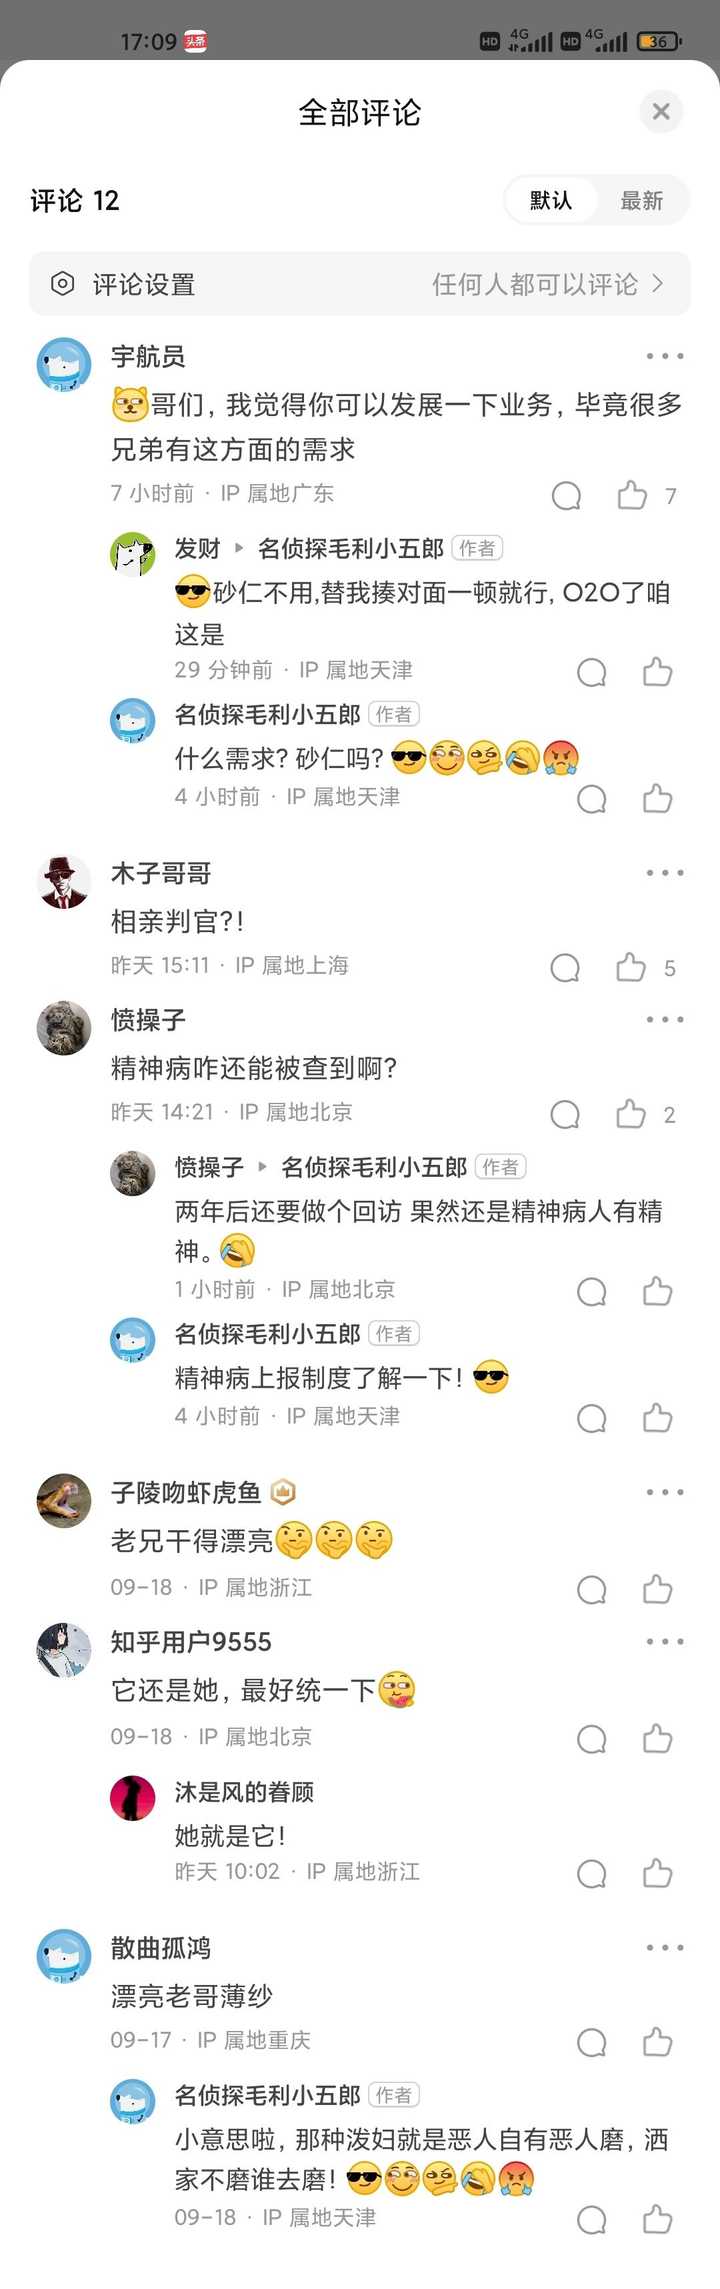 17:09 头条 HD 4G HD 4G 36
全部评论
评论 12 默认 最新
评论设置 任何人都可以评论
宇航员
哥们，我觉得你可以发展一下业务，毕竟很多
兄弟有这方面的需求
7 小时前 · IP 属地广东 7
发财 名侦探毛利小五郎 作者
😎砂仁不用,替我揍对面一顿就行, O2O了咱
这是
29 分钟前 · IP 属地天津
名侦探毛利小五郎 作者
什么需求? 砂仁吗?
4 小时前 · IP 属地天津
木子哥哥
相亲判官?!
昨天 15:11 · IP 属地上海 5
愤操子
精神病咋还能被查到啊?
昨天 14:21 · IP 属地北京 2
愤操子 名侦探毛利小五郎 作者
两年后还要做个回访 果然还是精神病人有精
神。
1 小时前 · IP 属地北京
名侦探毛利小五郎 作者
精神病上报制度了解一下! 😎
4 小时前 · IP 属地天津
子陵吻虾虎鱼
老兄干得漂亮🤔🤔🤔
09-18 · IP 属地浙江
知乎用户9555
它还是她，最好统一下
09-18 · IP 属地北京
沐是风的眷顾
她就是它!
昨天 10:02 · IP 属地浙江
散曲孤鸿
漂亮老哥薄纱
09-17 · IP 属地重庆
名侦探毛利小五郎 作者
小意思啦，那种泼妇就是恶人自有恶人磨，洒
家不磨谁去磨!
09-18 · IP 属地天津